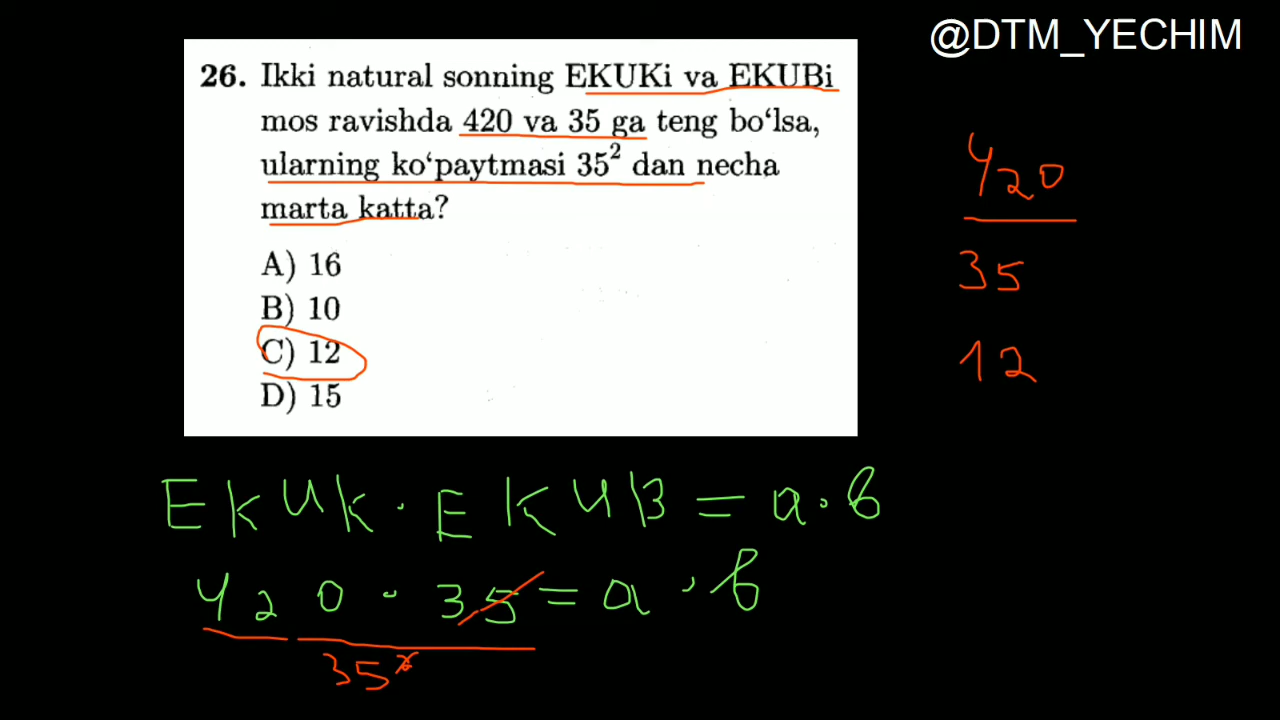 @DTM_YECHIM
26. Ikki natural sonning EKUKi va EKUBi
mos ravishda 420 va 35 ga teng bo‘lsa,
ularning ko‘paytmasi 35² dan necha
marta katta?
A) 16
B) 10
C) 12
D) 15
420
35
12
EKUK · EKUB = a · b
420 · 35 = a · b
35²